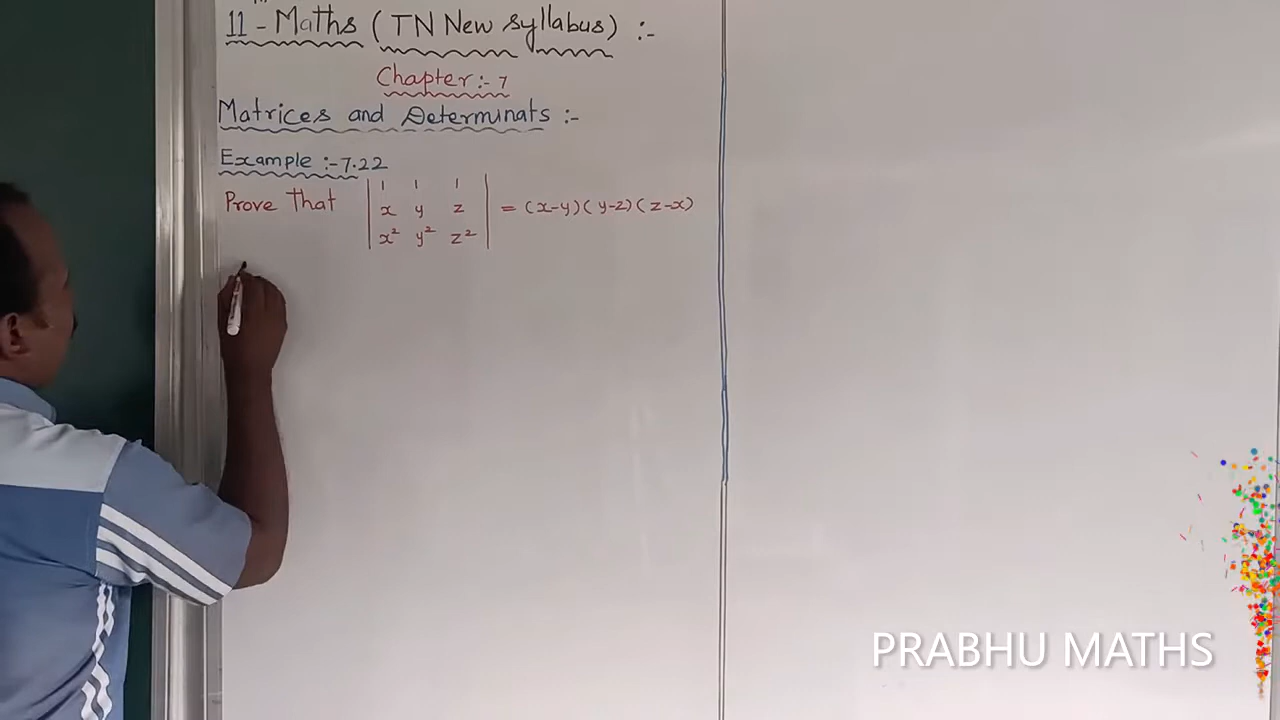 11 - Maths ( TN New Syllabus ) :-
Chapter :- 7
Matrices and Determinats :-
Example :- 7.22
Prove That | 1 1 1 |
| x y z | = (x-y)(y-z)(z-x)
| x² y² z² |
PRABHU MATHS